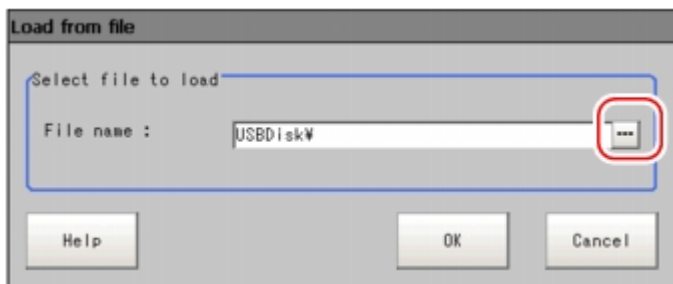 Load from file
Select file to load
File name :
USBDisk¥
...
Help
OK
Cancel